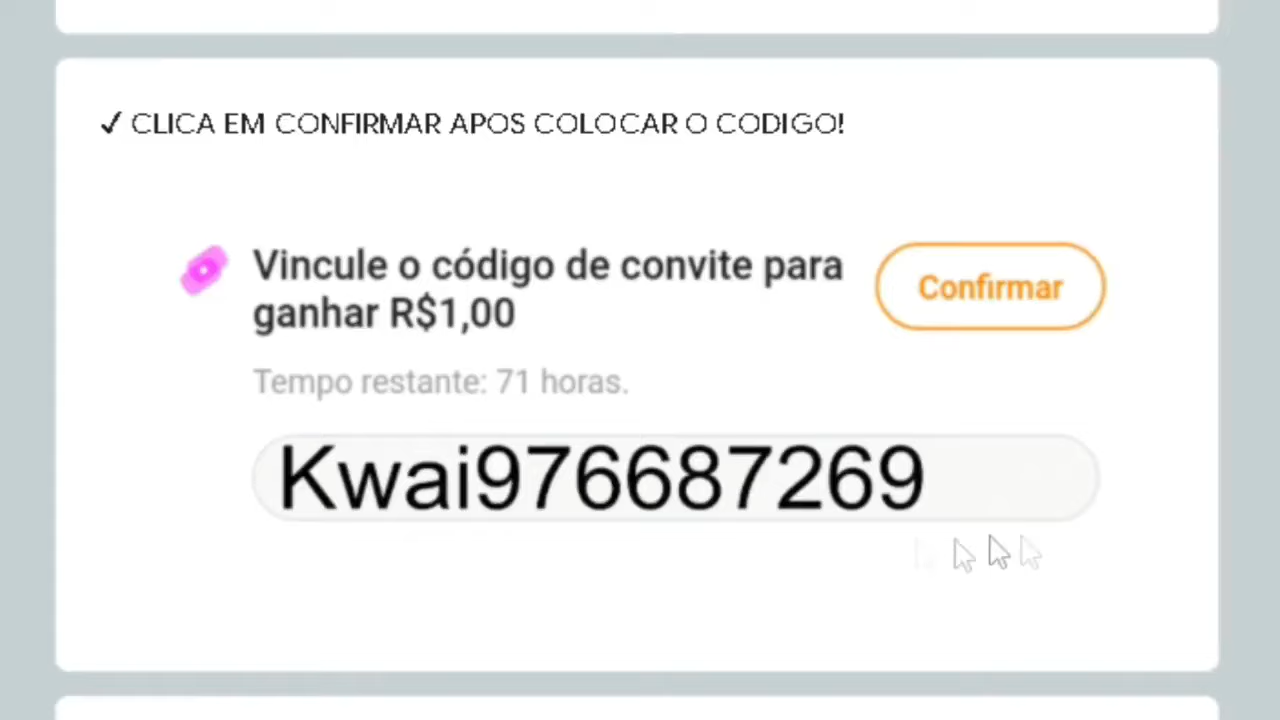 ✓ CLICA EM CONFIRMAR APOS COLOCAR O CODIGO!
Vincule o código de convite para
ganhar R$1,00
Confirmar
Tempo restante: 71 horas.
Kwai976687269